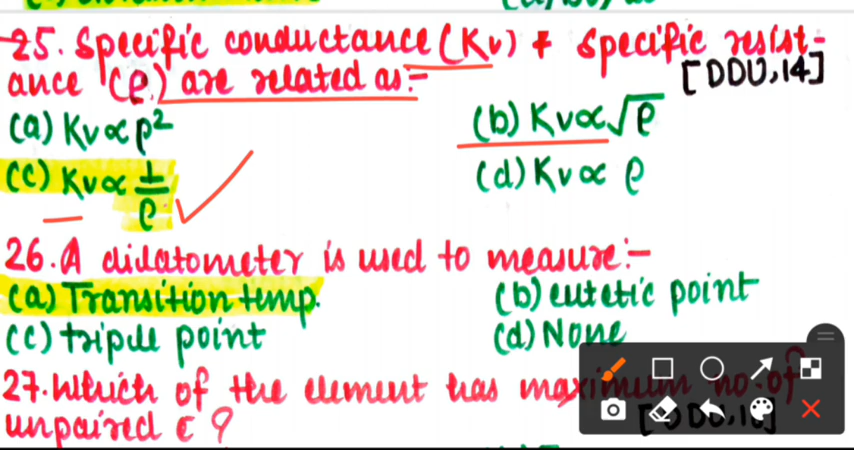 25. Specific conductance (Kv) & specific resist-
ance (ρ) are related as:-
[DDU,14]
(a) Kv∝ρ²
(b) Kv∝√ρ
(c) Kv∝ 1/ρ
(d) Kv∝ ρ
26. A dilatometer is used to measure:-
(a) Transition temp.
(b) eutetic point
(c) triple point
(d) None
27. Which of the element has maximum no. of
unpaired